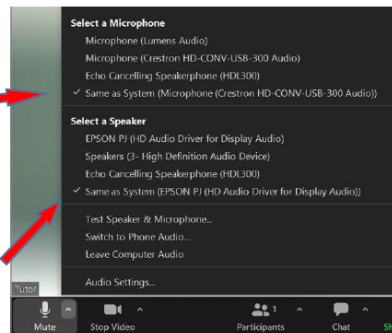 Select a Microphone
Microphone (Lumens Audio)
Microphone (Crestron HD-CONV-USB-300 Audio)
Echo Cancelling Speakerphone (HDL300)
✓ Same as System (Microphone (Crestron HD-CONV-USB-300 Audio))
Select a Speaker
EPSON PJ (HD Audio Driver for Display Audio)
Speakers (3- High Definition Audio Device)
Echo Cancelling Speakerphone (HDL300)
✓ Same as System (EPSON PJ (HD Audio Driver for Display Audio))
Test Speaker & Microphone...
Switch to Phone Audio...
Leave Computer Audio
Audio Settings...
Tutor
1
Mute Stop Video Participants Chat